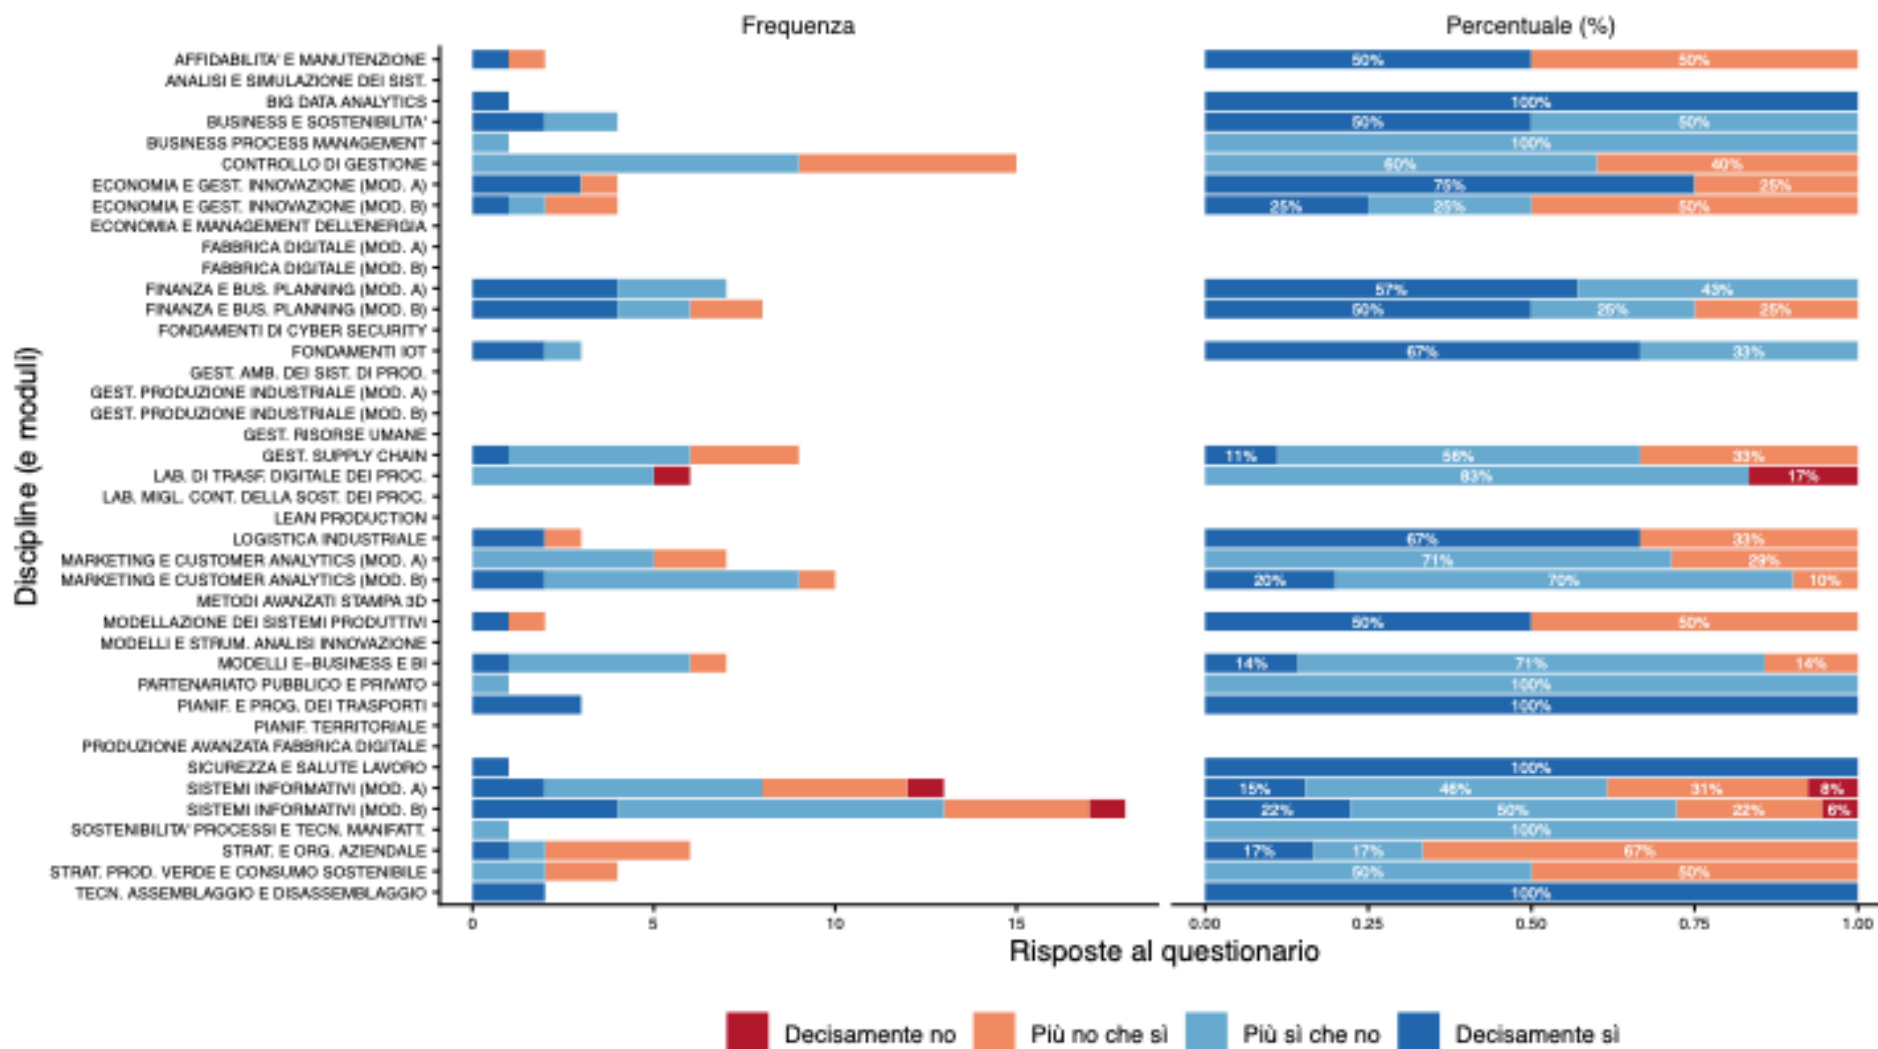 Frequenza
Percentuale (%)
Discipline (e moduli)
AFFIDABILITA' E MANUTENZIONE 50% 50%
ANALISI E SIMULAZIONE DEI SIST.
BIG DATA ANALYTICS 100%
BUSINESS E SOSTENIBILITA' 50% 50%
BUSINESS PROCESS MANAGEMENT 100%
CONTROLLO DI GESTIONE 60% 40%
ECONOMIA E GEST. INNOVAZIONE (MOD. A) 75% 25%
ECONOMIA E GEST. INNOVAZIONE (MOD. B) 25% 25% 50%
ECONOMIA E MANAGEMENT DELL'ENERGIA
FABBRICA DIGITALE (MOD. A)
FABBRICA DIGITALE (MOD. B)
FINANZA E BUS. PLANNING (MOD. A) 57% 43%
FINANZA E BUS. PLANNING (MOD. B) 50% 25% 25%
FONDAMENTI DI CYBER SECURITY
FONDAMENTI IOT 67% 33%
GEST. AMB. DEI SIST. DI PROD.
GEST. PRODUZIONE INDUSTRIALE (MOD. A)
GEST. PRODUZIONE INDUSTRIALE (MOD. B)
GEST. RISORSE UMANE
GEST. SUPPLY CHAIN 11% 56% 33%
LAB. DI TRASF. DIGITALE DEI PROC. 83% 17%
LAB. MIGL. CONT. DELLA SOST. DEI PROC.
LEAN PRODUCTION
LOGISTICA INDUSTRIALE 67% 33%
MARKETING E CUSTOMER ANALYTICS (MOD. A) 71% 29%
MARKETING E CUSTOMER ANALYTICS (MOD. B) 20% 70% 10%
METODI AVANZATI STAMPA 3D
MODELLAZIONE DEI SISTEMI PRODUTTIVI 50% 50%
MODELLI E STRUM. ANALISI INNOVAZIONE
MODELLI E-BUSINESS E BI 14% 71% 14%
PARTENARIATO PUBBLICO E PRIVATO 100%
PIANIF. E PROG. DEI TRASPORTI 100%
PIANIF. TERRITORIALE
PRODUZIONE AVANZATA FABBRICA DIGITALE
SICUREZZA E SALUTE LAVORO 100%
SISTEMI INFORMATIVI (MOD. A) 15% 46% 31% 8%
SISTEMI INFORMATIVI (MOD. B) 22% 50% 22% 6%
SOSTENIBILITA' PROCESSI E TECN. MANIFATT. 100%
STRAT. E ORG. AZIENDALE 17% 17% 67%
STRAT. PROD. VERDE E CONSUMO SOSTENIBILE 50% 50%
TECN. ASSEMBLAGGIO E DISASSEMBLAGGIO 100%
0 5 10 15 0.00 0.25 0.50 0.75 1.00
Risposte al questionario
Decisamente no Più no che sì Più sì che no Decisamente sì